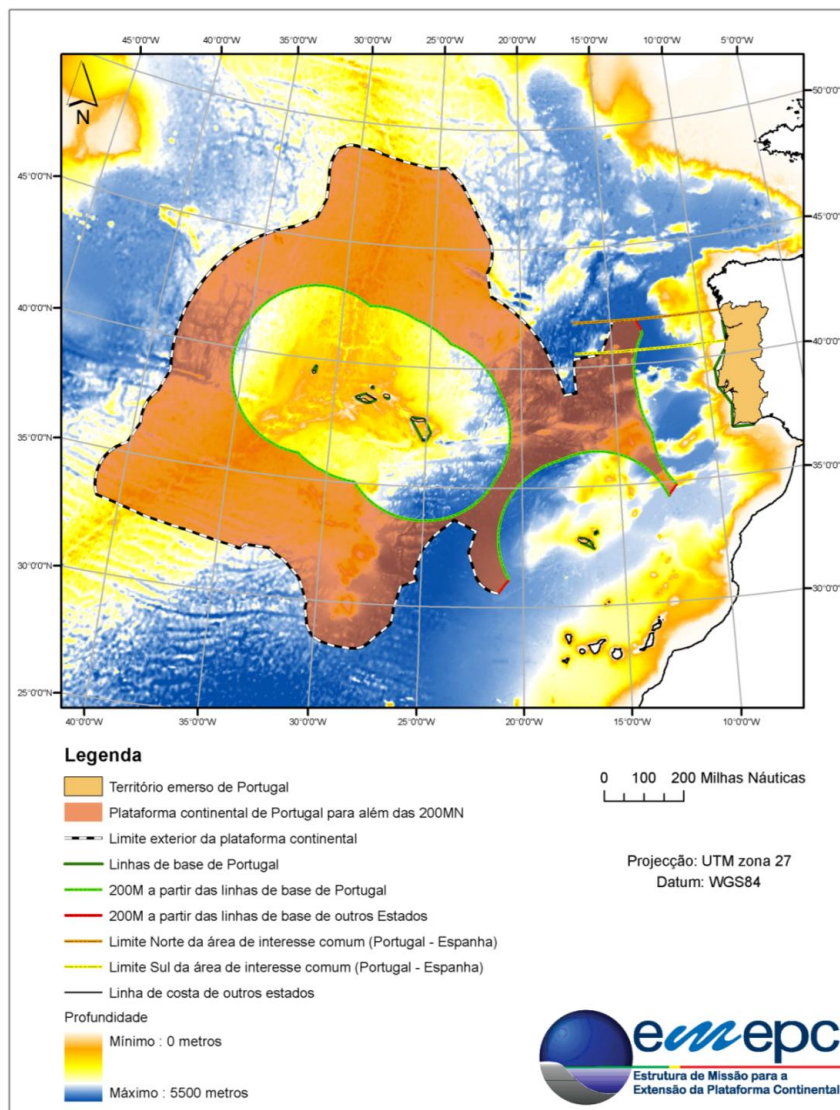 45°0'0"W 40°0'0"W 35°0'0"W 30°0'0"W 25°0'0"W 20°0'0"W 15°0'0"W 10°0'0"W 5°0'0"W
N
50°0'0"
45°0'0"N
45°0'0"
40°0'0"N
40°0'0"
35°0'0"N
35°0'0"
30°0'0"N
30°0'0"
25°0'0"N
40°0'0"W 35°0'0"W 30°0'0"W 25°0'0"W 20°0'0"W 15°0'0"W 10°0'0"W
Legenda
Território emerso de Portugal
Plataforma continental de Portugal para além das 200MN
Limite exterior da plataforma continental
Linhas de base de Portugal
200M a partir das linhas de base de Portugal
200M a partir das linhas de base de outros Estados
Limite Norte da área de interesse comum (Portugal - Espanha)
Limite Sul da área de interesse comum (Portugal - Espanha)
Linha de costa de outros estados
Profundidade
Mínimo : 0 metros
Máximo : 5500 metros
0 100 200 Milhas Náuticas
Projecção: UTM zona 27
Datum: WGS84
emepc
Estrutura de Missão para a
Extensão da Plataforma Continental